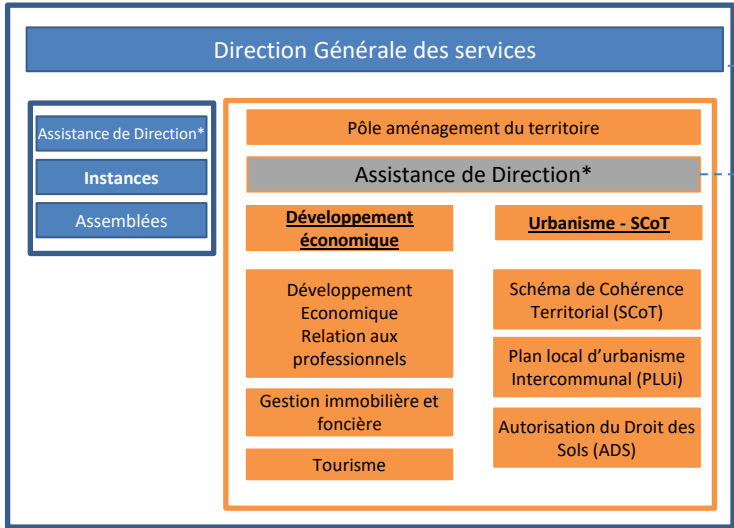 Direction Générale des services
Assistance de Direction*
Instances
Assemblées
Pôle aménagement du territoire
Assistance de Direction*
Développement
économique
Développement
Economique
Relation aux
professionnels
Gestion immobilière et
foncière
Tourisme
Urbanisme - SCoT
Schéma de Cohérence
Territorial (SCoT)
Plan local d’urbanisme
Intercommunal (PLUi)
Autorisation du Droit des
Sols (ADS)